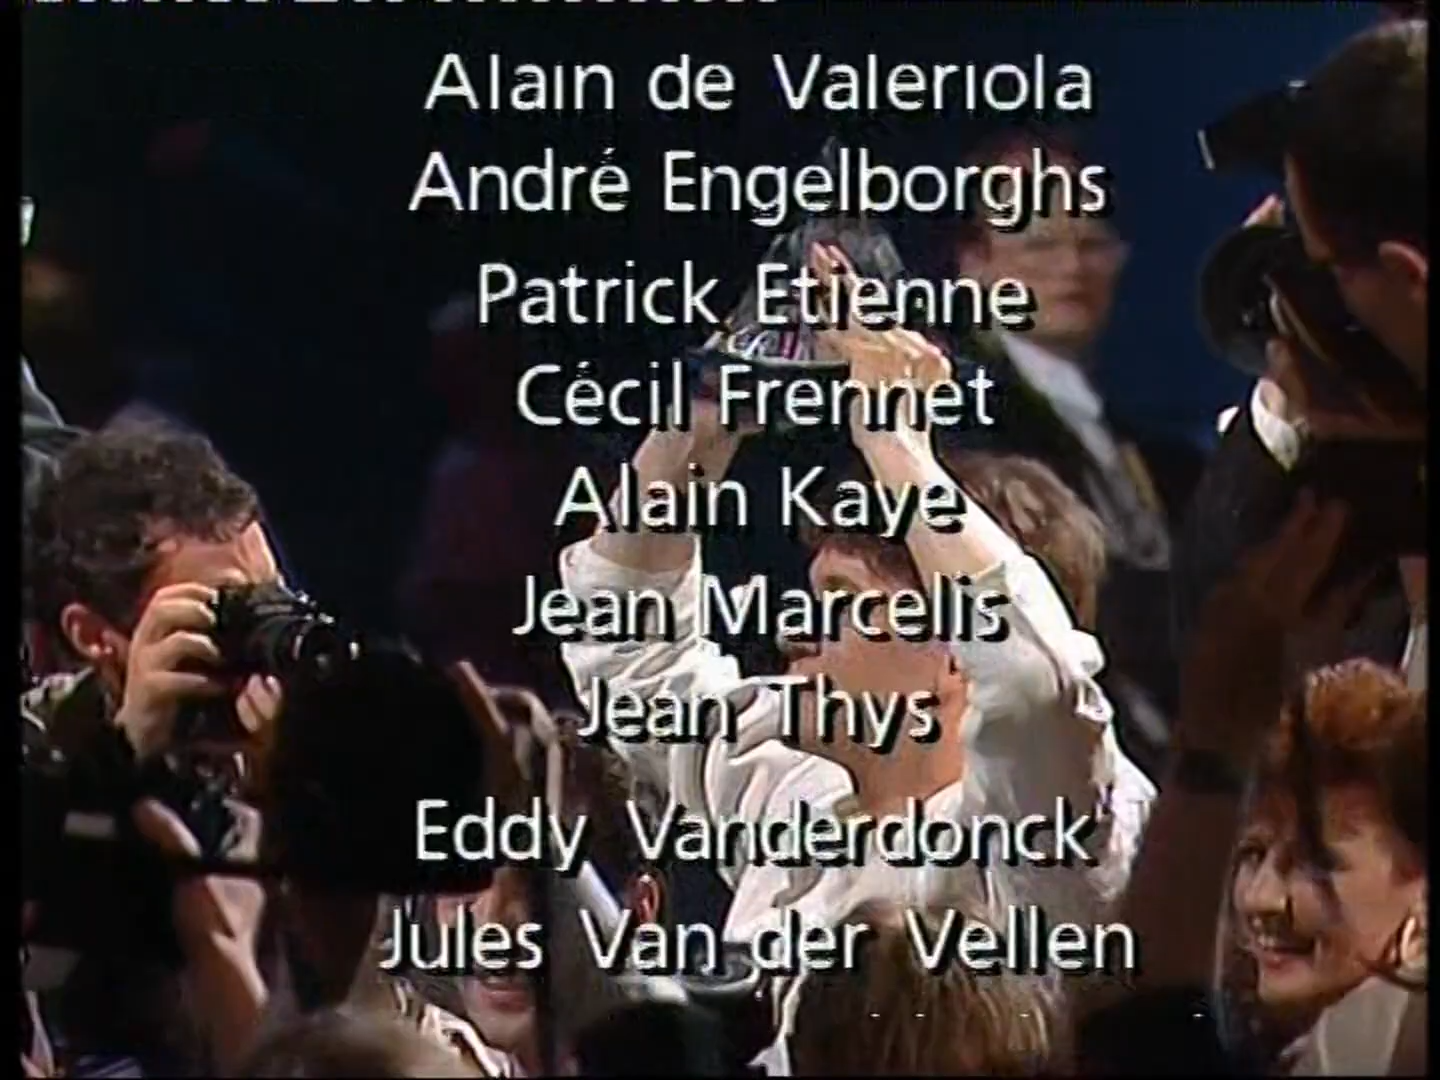 Alain de Valeriola
André Engelborghs
Patrick Etienne
Cécil Frennet
Alain Kaye
Jean Marcelis
Jean Thys
Eddy Vanderdonck
Jules Van der Vellen